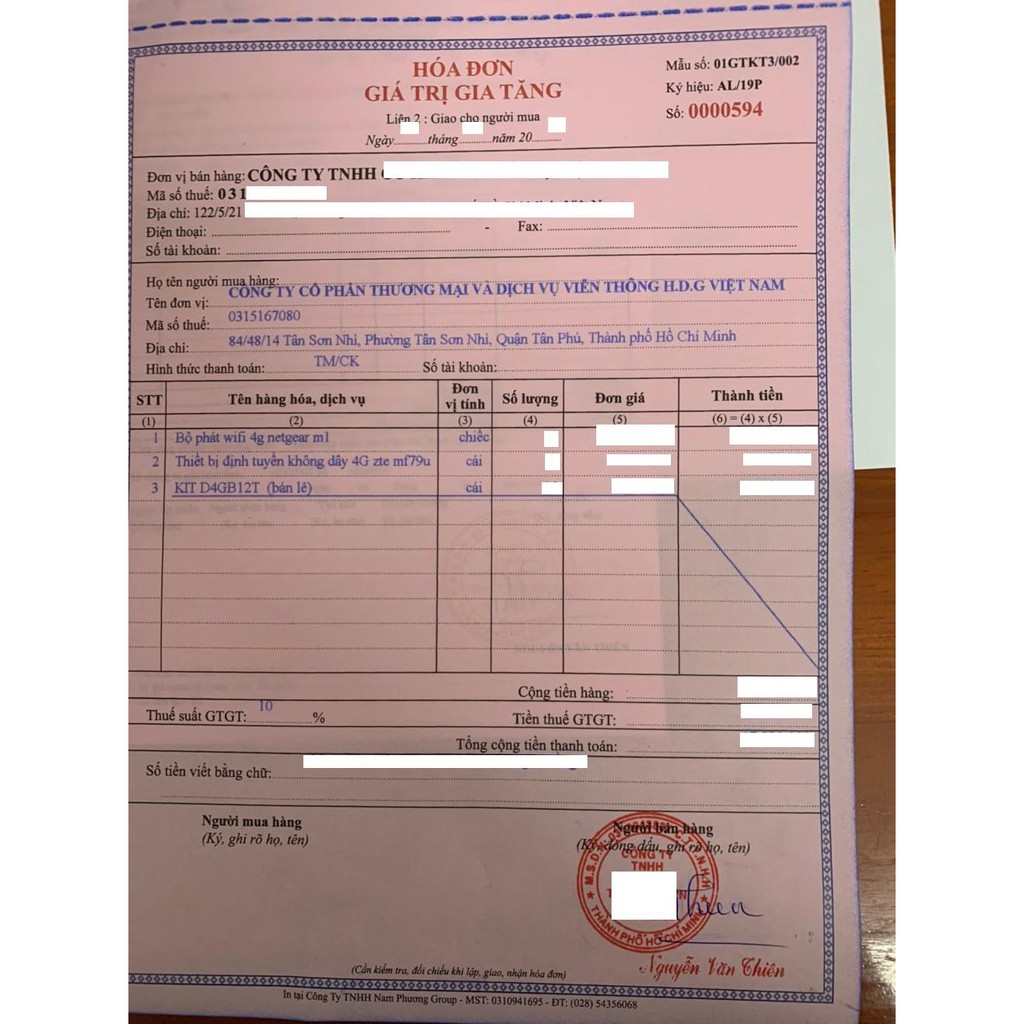 HÓA ĐƠN
GIÁ TRỊ GIA TĂNG
Liên 2 : Giao cho người mua
Ngày............tháng............năm 20..........
Mẫu số: 01GTKT3/002
Ký hiệu: AL/19P
Số: 0000594
Đơn vị bán hàng: CÔNG TY TNHH
Mã số thuế: 031
Địa chỉ: 122/5/21
Điện thoại: - Fax:
Số tài khoản:
Họ tên người mua hàng:
Tên đơn vị: CÔNG TY CỔ PHẦN THƯƠNG MẠI VÀ DỊCH VỤ VIỄN THÔNG H.D.G VIỆT NAM
Mã số thuế: 0315167080
Địa chỉ: 84/48/14 Tân Sơn Nhì, Phường Tân Sơn Nhì, Quận Tân Phú, Thành phố Hồ Chí Minh
Hình thức thanh toán: TM/CK Số tài khoản:
STT Tên hàng hóa, dịch vụ Đơn vị tính Số lượng Đơn giá Thành tiền
(1) (2) (3) (4) (5) (6) = (4) x (5)
1 Bộ phát wifi 4g netgear m1 chiếc
2 Thiết bị định tuyến không dây 4G zte mf79u cái
3 KIT D4GB12T (bán lẻ) cái
Cộng tiền hàng:
Thuế suất GTGT: 10 % Tiền thuế GTGT:
Tổng cộng tiền thanh toán:
Số tiền viết bằng chữ:
Người mua hàng
(Ký, ghi rõ họ, tên)
Người bán hàng
(Ký, đóng dấu, ghi rõ họ, tên)
CÔNG TY
TNHH
THÀNH PHỐ HỒ CHÍ MINH
Nguyễn Văn Thiên
(Cần kiểm tra, đối chiếu khi lập, giao, nhận hóa đơn)
In tại Công Ty TNHH Nam Phương Group - MST: 0310941695 - ĐT: (028) 54356068